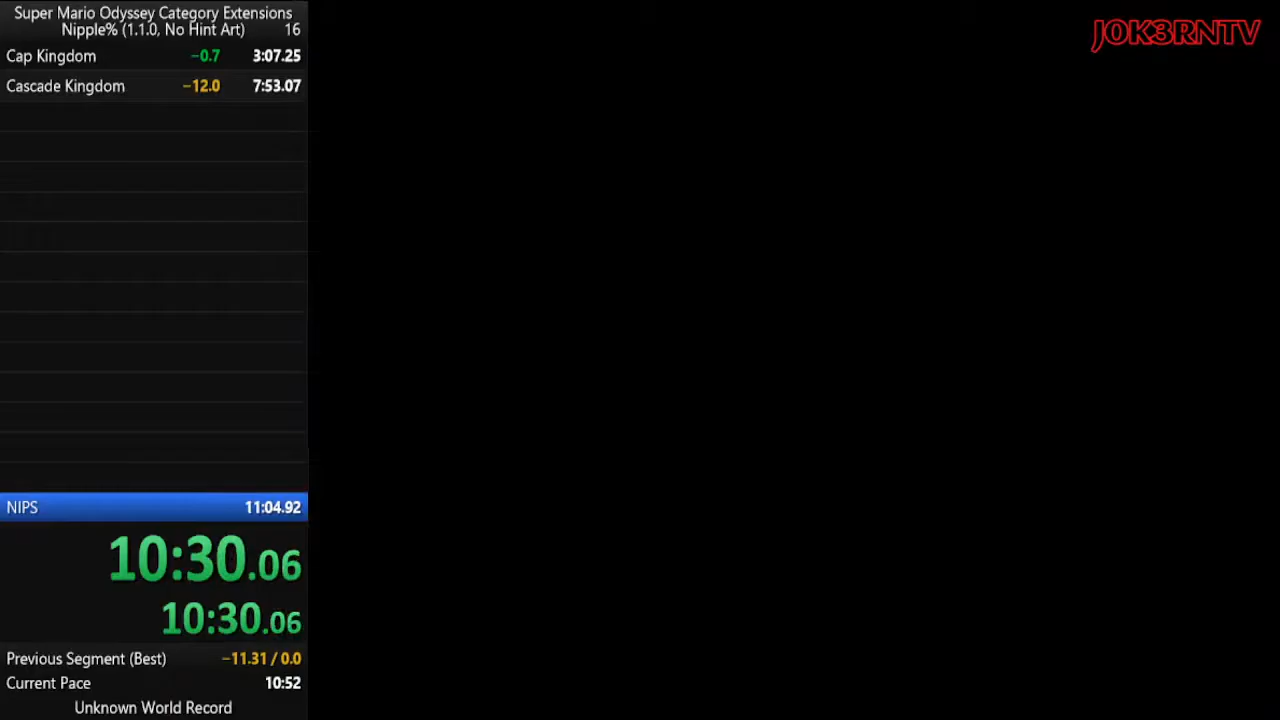 Super Mario Odyssey Category Extensions
Nipple% (1.1.0, No Hint Art) 16
Cap Kingdom −0.7 3:07.25
Cascade Kingdom −12.0 7:53.07
NIPS 11:04.92
10:30.06
10:30.06
Previous Segment (Best) −11.31 / 0.0
Current Pace 10:52
Unknown World Record
JOK3RNTV